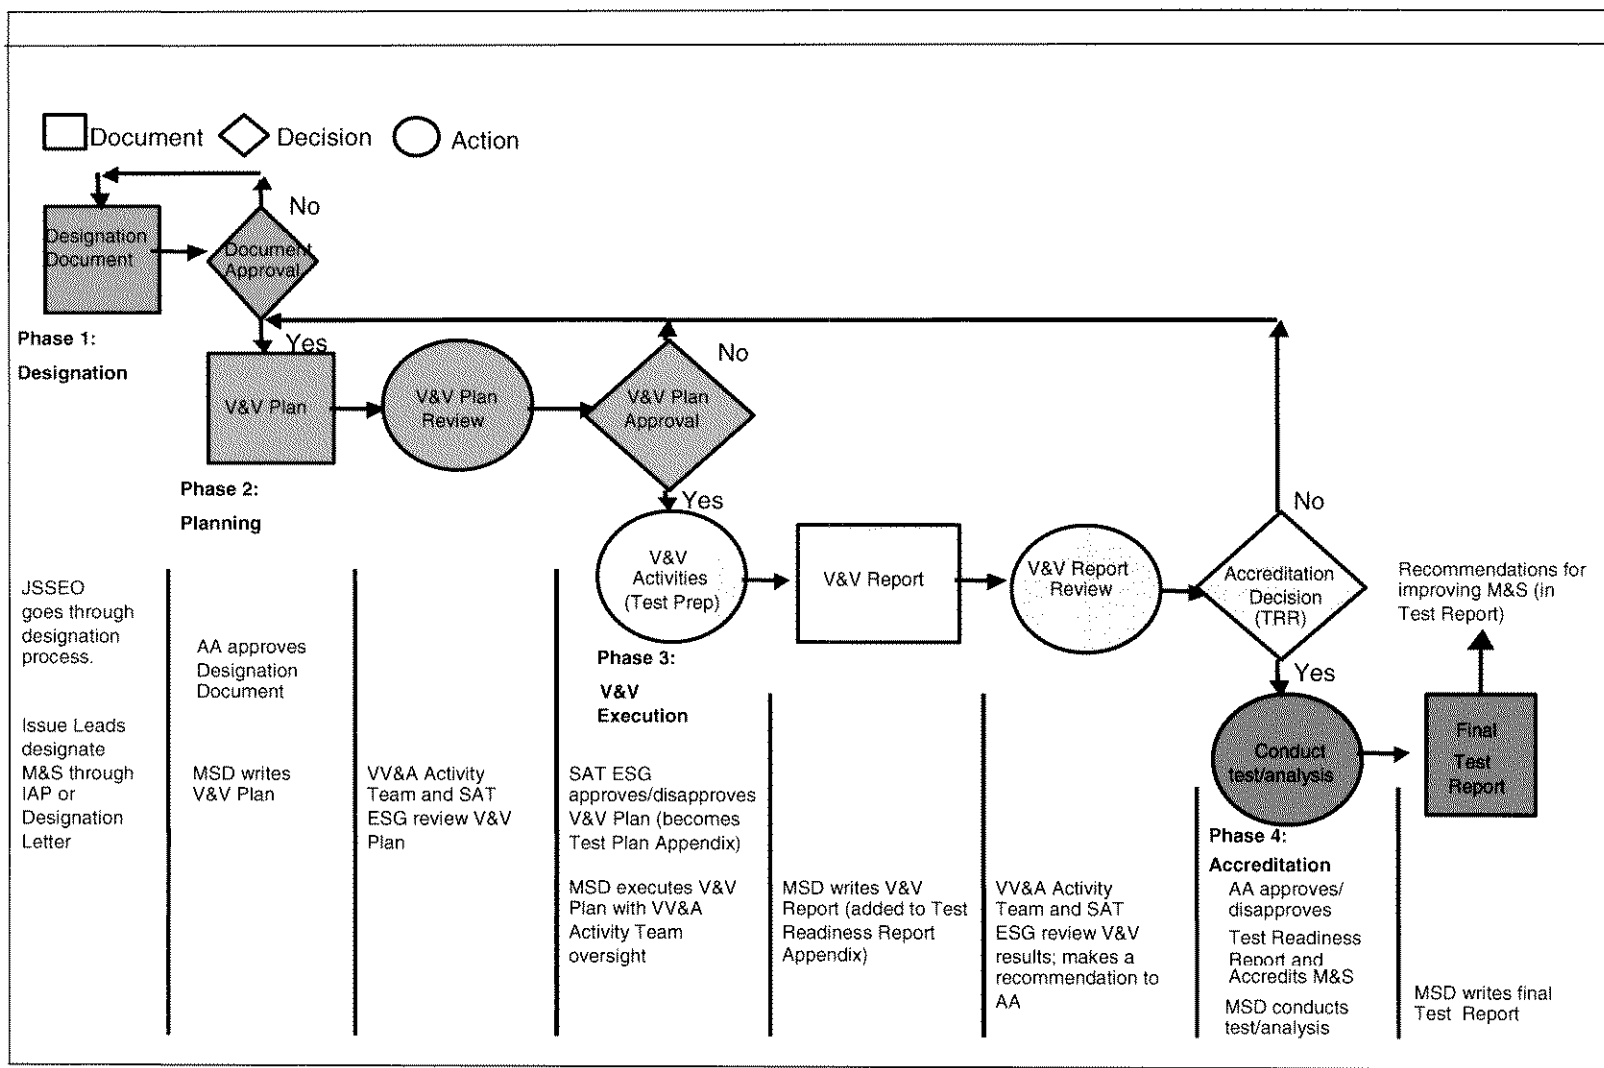 Document
Decision
Action
No
Designation
Document
Document
Approval
Phase 1:
Designation
Yes
V&V Plan
V&V Plan
Review
V&V Plan
Approval
No
Phase 2:
Planning
Yes
V&V
Activities
(Test Prep)
V&V Report
V&V Report
Review
Accreditation
Decision
(TRR)
No
Recommendations for
improving M&S (in
Test Report)
Phase 3:
V&V
Execution
Yes
Conduct
test/analysis
Final
Test
Report
Phase 4:
Accreditation
JSSEO
goes through
designation
process.
Issue Leads
designate
M&S through
IAP or
Designation
Letter
AA approves
Designation
Document
MSD writes
V&V Plan
VV&A Activity
Team and SAT
ESG review V&V
Plan
SAT ESG
approves/disapproves
V&V Plan (becomes
Test Plan Appendix)
MSD executes V&V
Plan with VV&A
Activity Team
oversight
MSD writes V&V
Report (added to Test
Readiness Report
Appendix)
VV&A Activity
Team and SAT
ESG review V&V
results; makes a
recommendation to
AA
AA approves/
disapproves
Test Readiness
Report and
Accredits M&S
MSD conducts
test/analysis
MSD writes final
Test Report